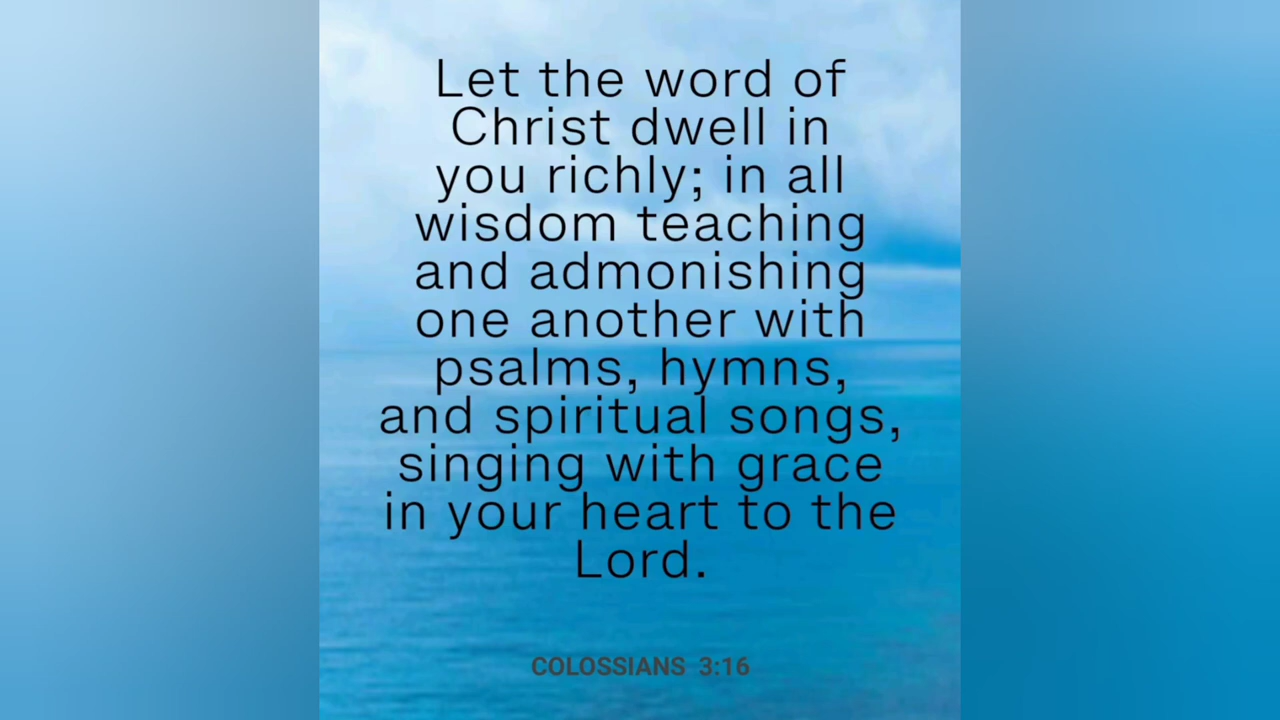 Let the word of
Christ dwell in
you richly; in all
wisdom teaching
and admonishing
one another with
psalms, hymns,
and spiritual songs,
singing with grace
in your heart to the
Lord.
COLOSSIANS 3:16